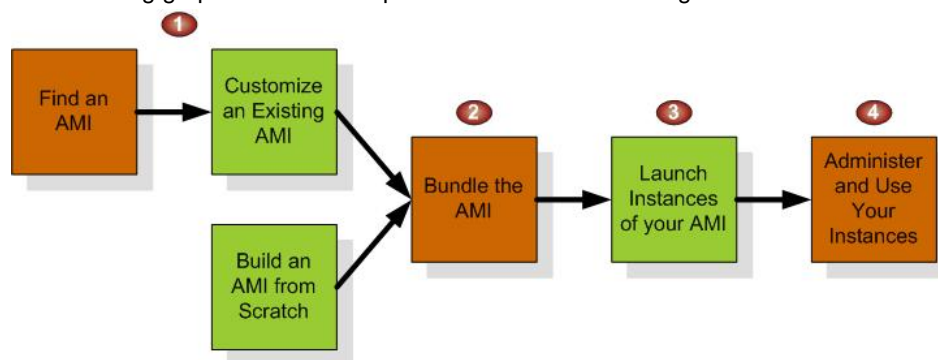 1
Find an
AMI
Customize
an Existing
AMI
Build an
AMI from
Scratch
2
Bundle the
AMI
3
Launch
Instances
of your AMI
4
Administer
and Use
Your
Instances